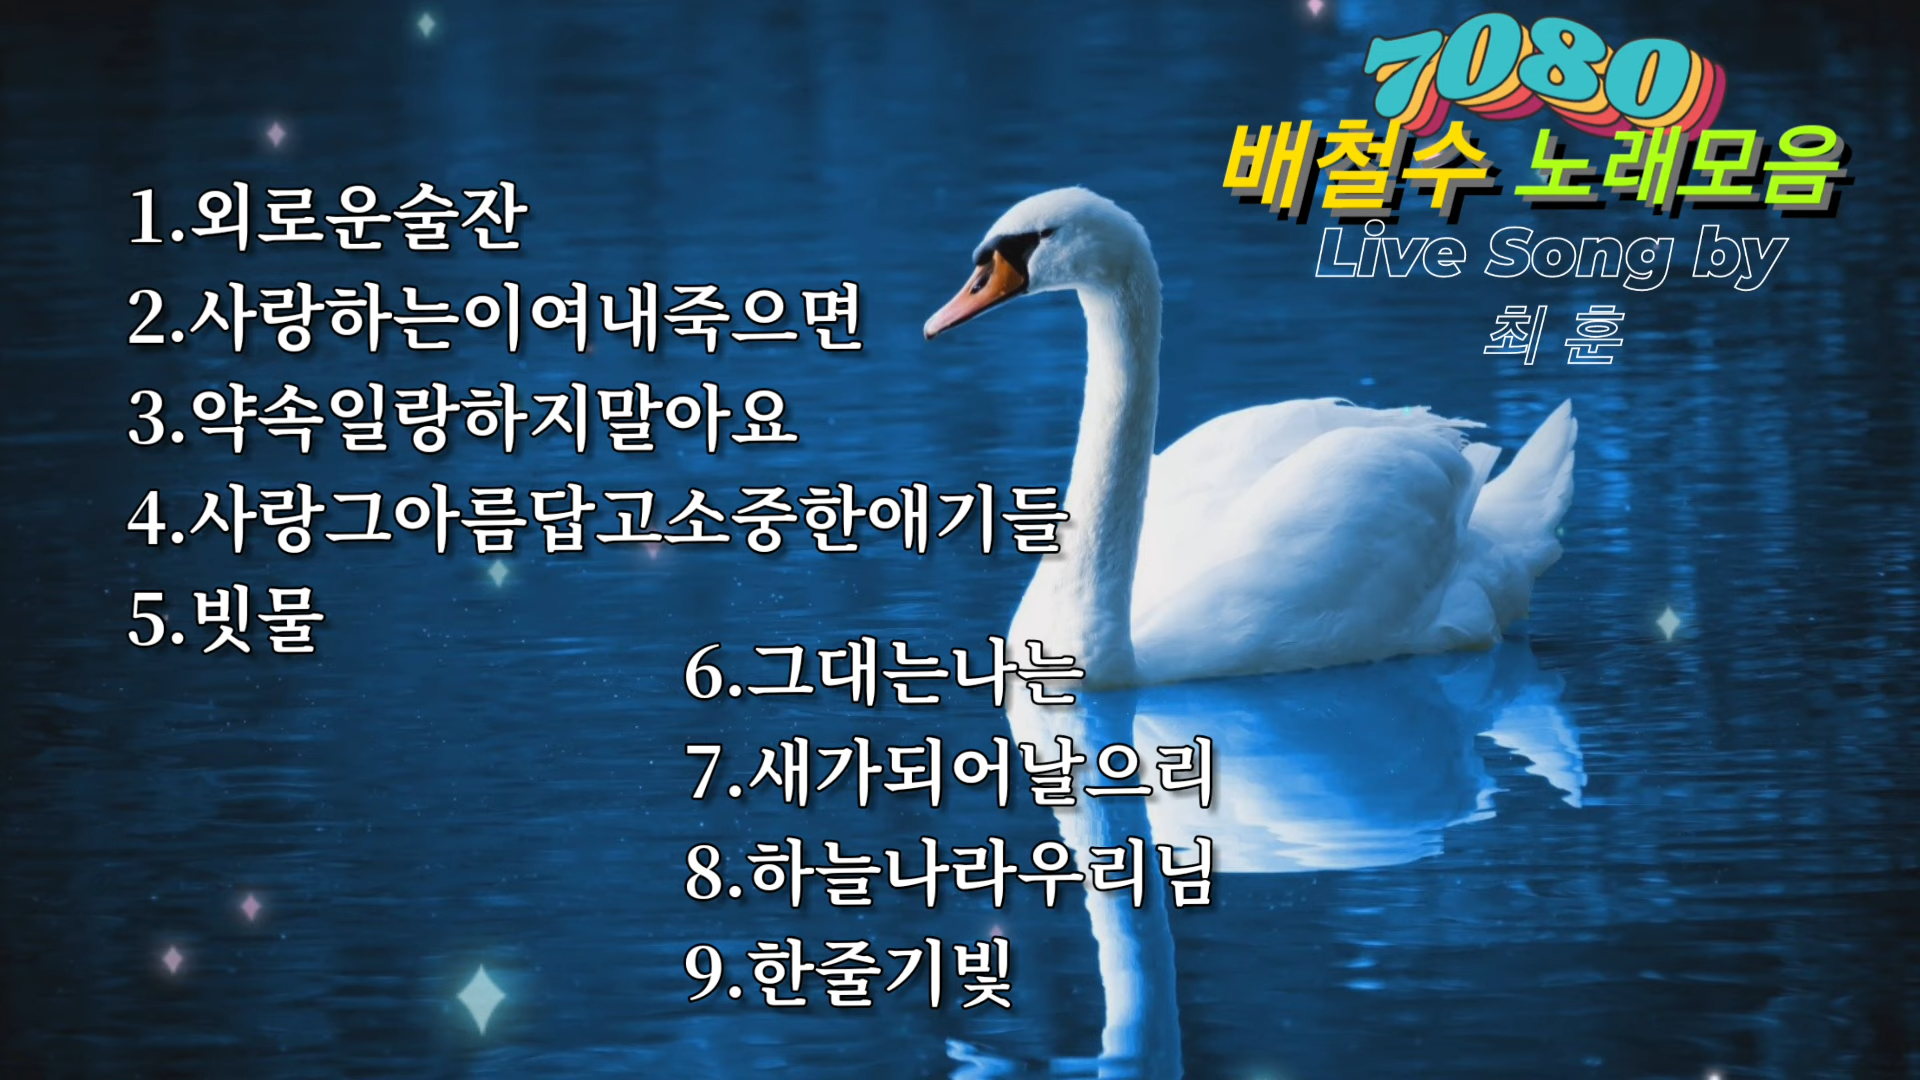 7080
배철수 노래모음
Live Song by
최 훈
1.외로운술잔
2.사랑하는이여내죽으면
3.약속일랑하지말아요
4.사랑그아름답고소중한얘기들
5.빗물
6.그대는나는
7.새가되어날으리
8.하늘나라우리님
9.한줄기빛